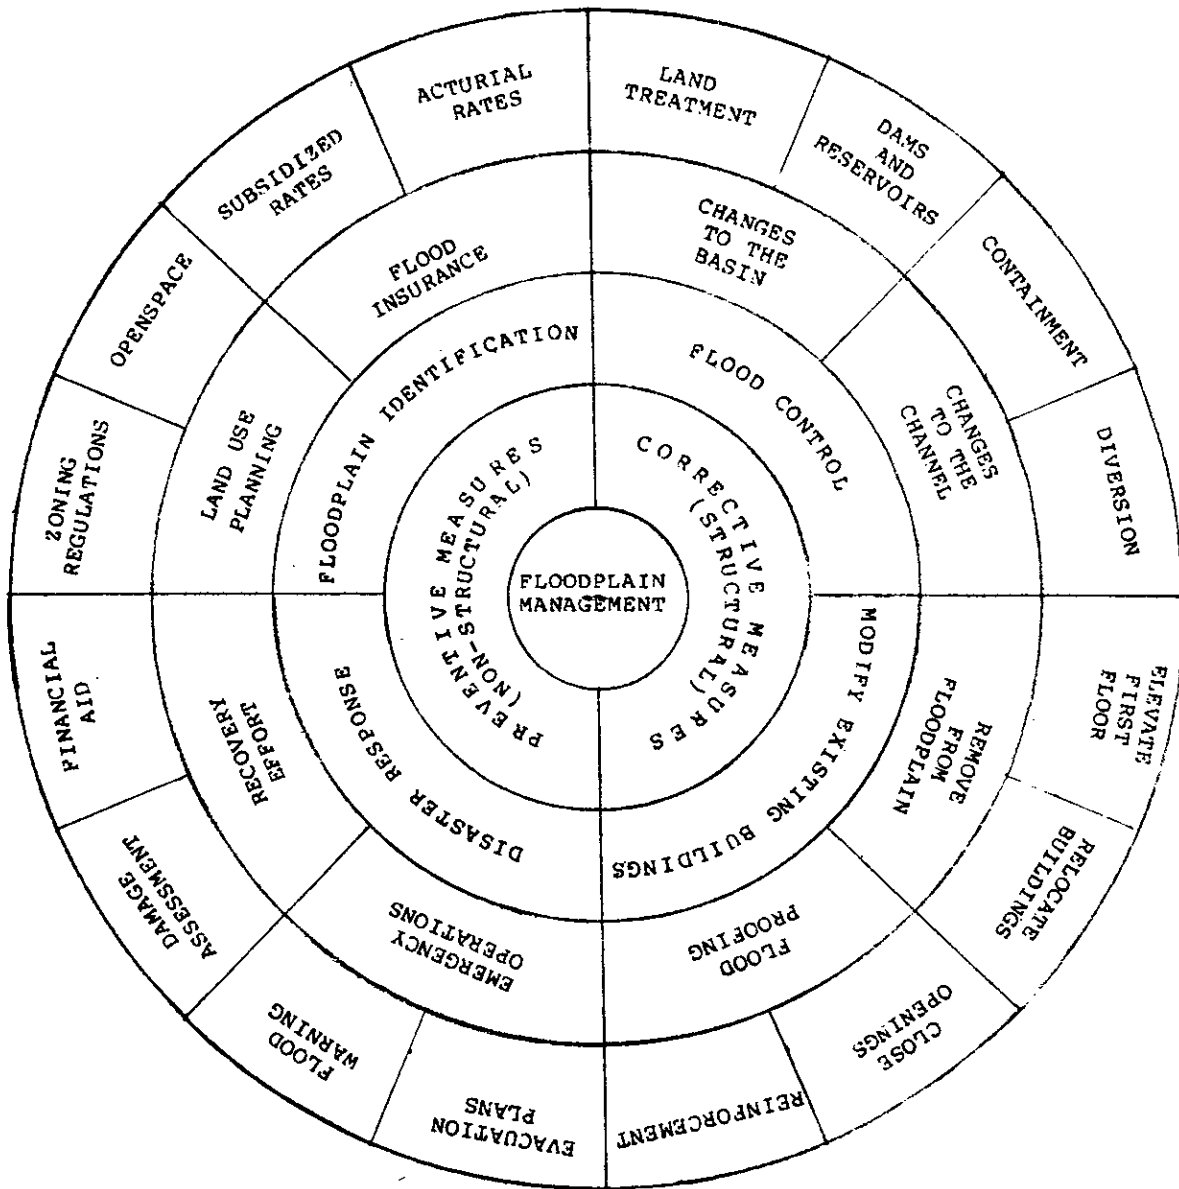 FLOODPLAIN
MANAGEMENT
PREVENTIVE MEASURES
(NON-STRUCTURAL)
CORRECTIVE MEASURES
(STRUCTURAL)
FLOODPLAIN IDENTIFICATION
FLOOD CONTROL
MODIFY EXISTING BUILDINGS
DISASTER RESPONSE
LAND USE
PLANNING
FLOOD
INSURANCE
CHANGES
TO THE
BASIN
CHANGES
TO THE
CHANNEL
REMOVE
FROM
FLOODPLAIN
FLOOD
PROOFING
EMERGENCY
OPERATIONS
RECOVERY
EFFORT
ZONING
REGULATIONS
OPENSPACE
SUBSIDIZED
RATES
ACTURIAL
RATES
LAND
TREATMENT
DAMS
AND
RESERVOIRS
CONTAINMENT
DIVERSION
ELEVATE
FIRST
FLOOR
RELOCATE
BUILDINGS
CLOSE
OPENINGS
REINFORCEMENT
EVACUATION
PLANS
FLOOD
WARNING
DAMAGE
ASSESSMENT
FINANCIAL
AID